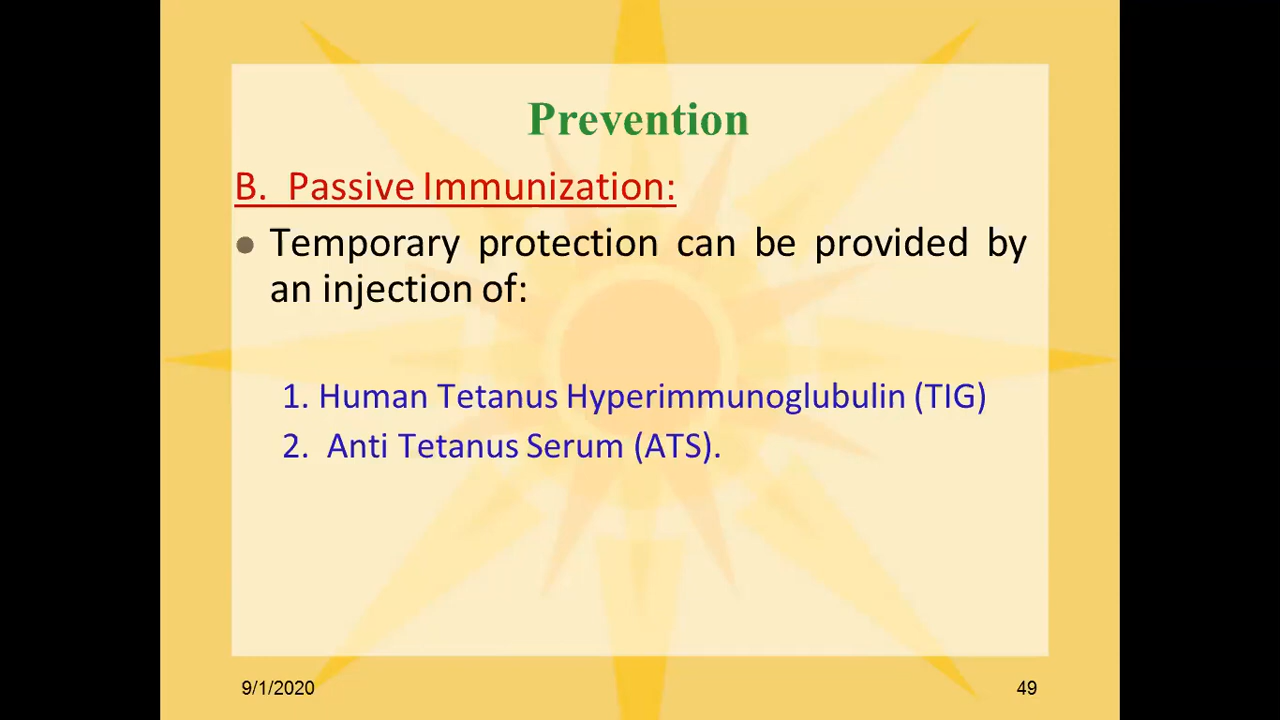 Prevention
B. Passive Immunization:
● Temporary protection can be provided by
an injection of:
1. Human Tetanus Hyperimmunoglubulin (TIG)
2. Anti Tetanus Serum (ATS).
9/1/2020
49